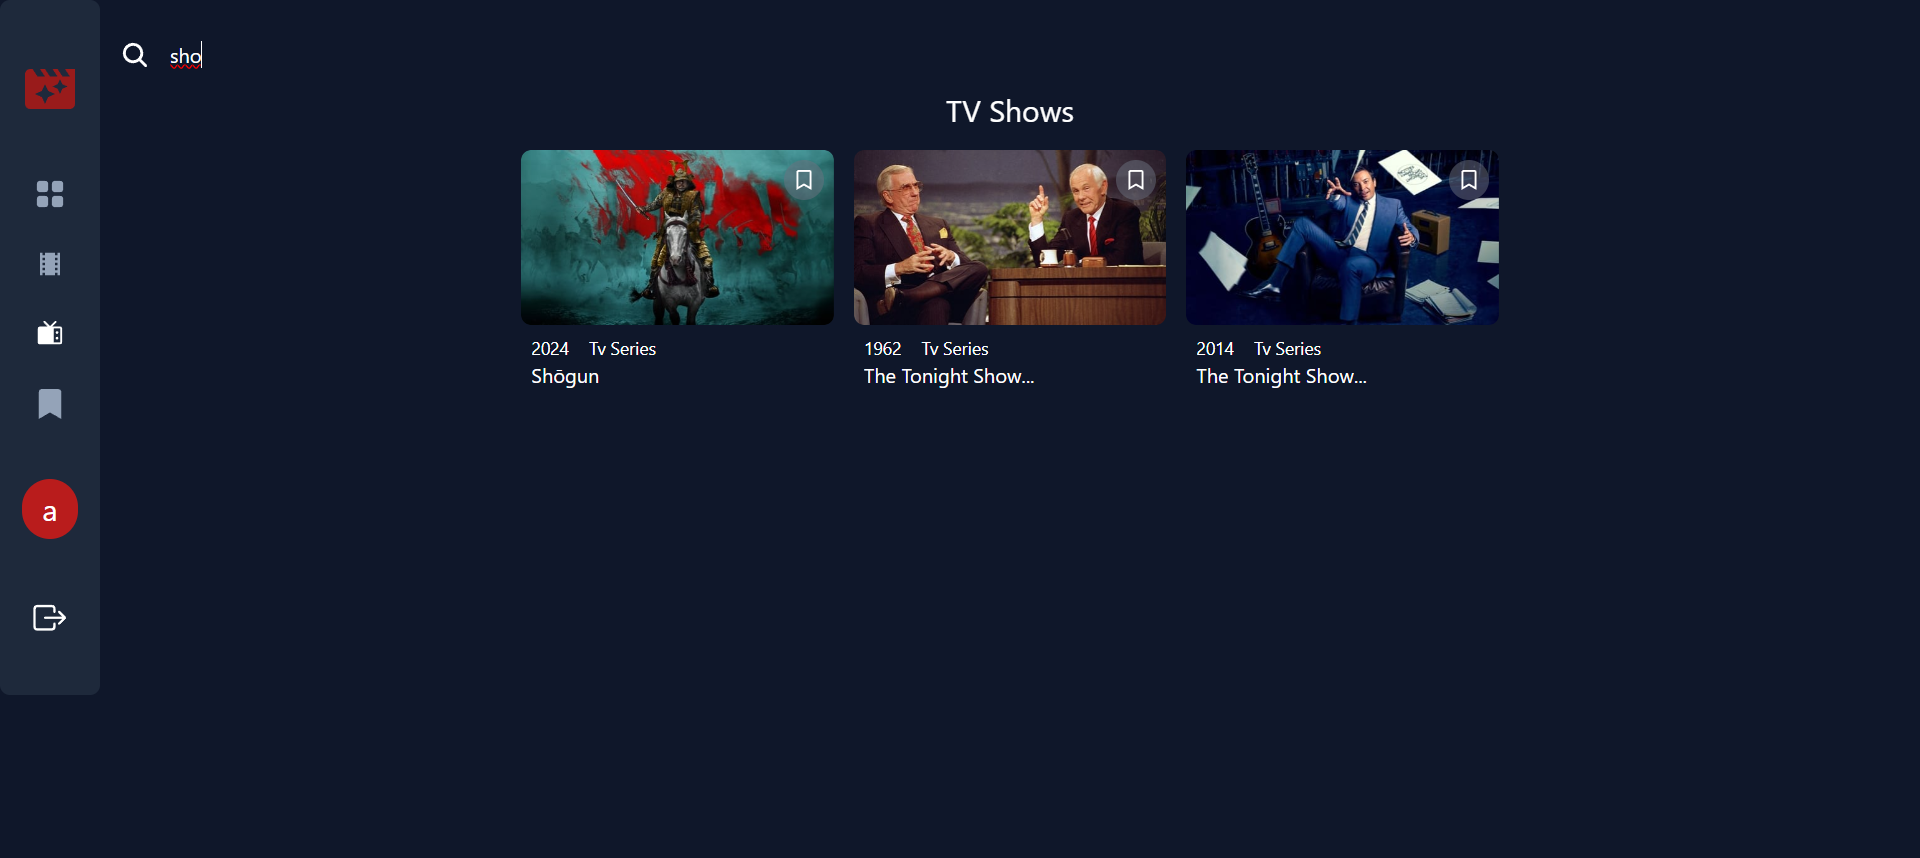 sho
TV Shows
2024 Tv Series
Shōgun
1962 Tv Series
The Tonight Show...
2014 Tv Series
The Tonight Show...
a